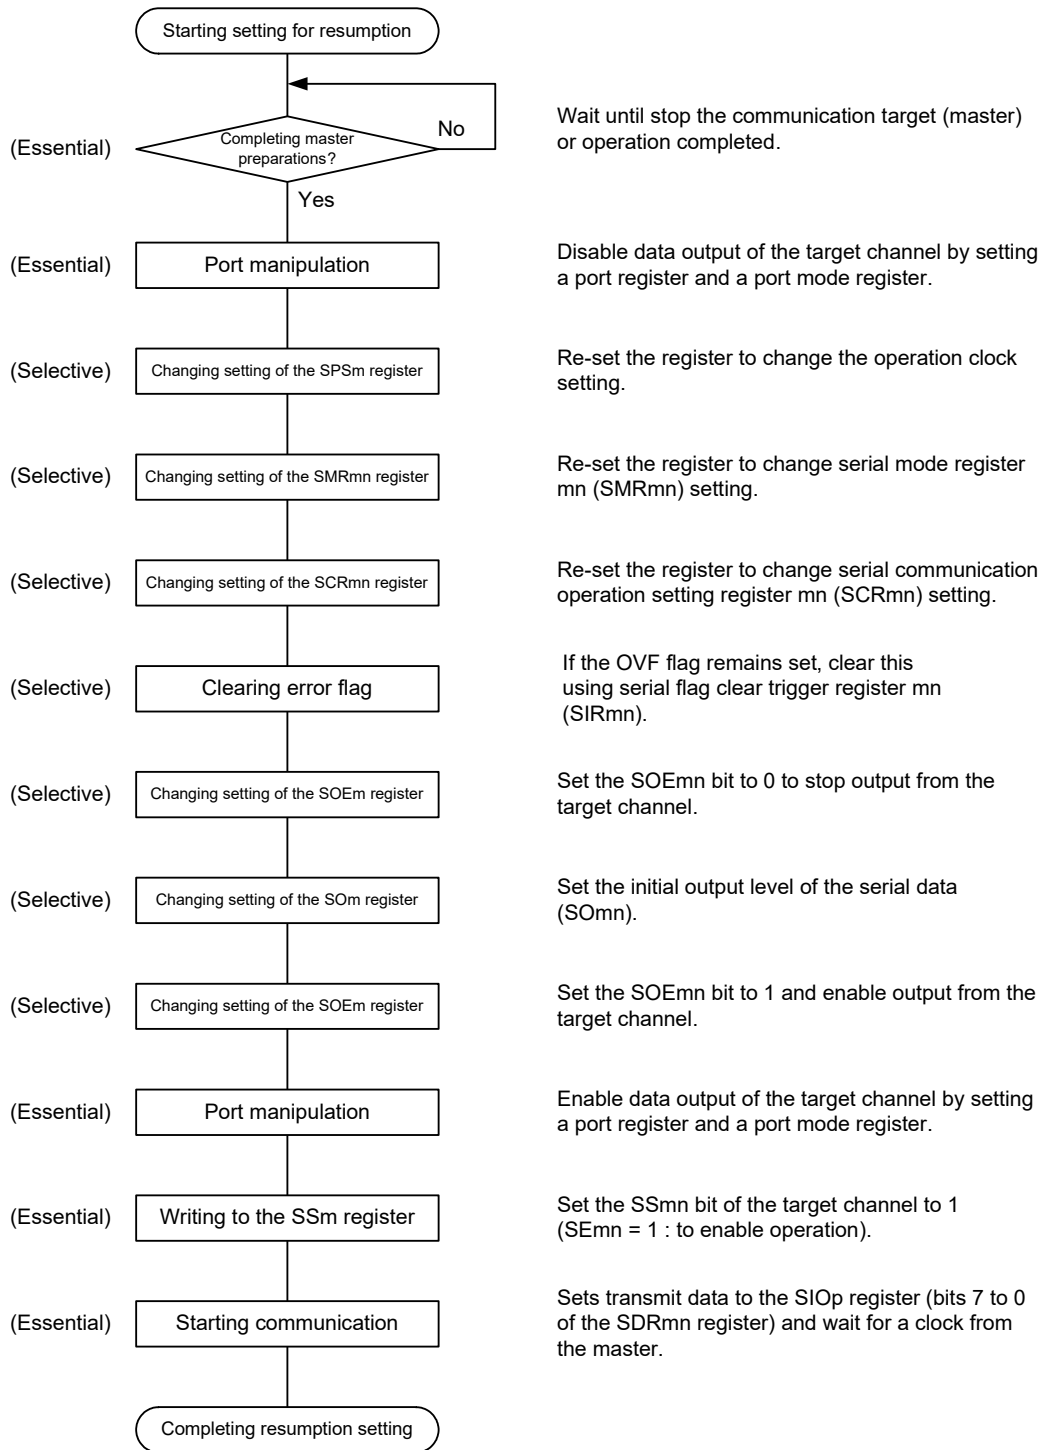 Starting setting for resumption
(Essential)
Completing master
preparations?
No
Yes
Wait until stop the communication target (master)
or operation completed.
(Essential)
Port manipulation
Disable data output of the target channel by setting
a port register and a port mode register.
(Selective)
Changing setting of the SPSm register
Re-set the register to change the operation clock
setting.
(Selective)
Changing setting of the SMRmn register
Re-set the register to change serial mode register
mn (SMRmn) setting.
(Selective)
Changing setting of the SCRmn register
Re-set the register to change serial communication
operation setting register mn (SCRmn) setting.
(Selective)
Clearing error flag
If the OVF flag remains set, clear this
using serial flag clear trigger register mn
(SIRmn).
(Selective)
Changing setting of the SOEm register
Set the SOEmn bit to 0 to stop output from the
target channel.
(Selective)
Changing setting of the SOm register
Set the initial output level of the serial data
(SOmn).
(Selective)
Changing setting of the SOEm register
Set the SOEmn bit to 1 and enable output from the
target channel.
(Essential)
Port manipulation
Enable data output of the target channel by setting
a port register and a port mode register.
(Essential)
Writing to the SSm register
Set the SSmn bit of the target channel to 1
(SEmn = 1 : to enable operation).
(Essential)
Starting communication
Sets transmit data to the SIOp register (bits 7 to 0
of the SDRmn register) and wait for a clock from
the master.
Completing resumption setting